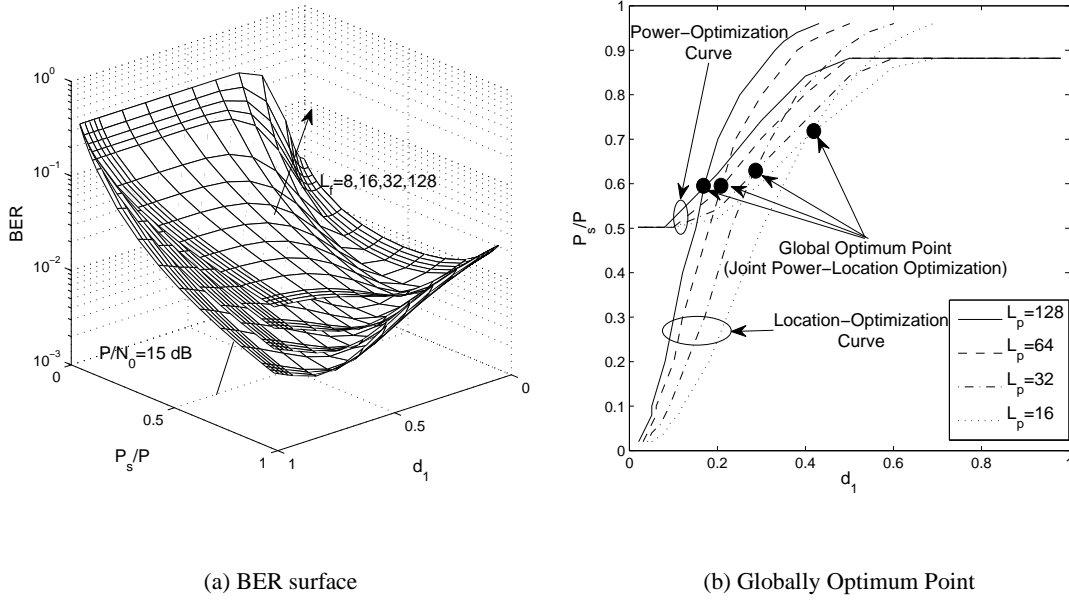 10^0
10^-1
10^-2
10^-3
BER
L_f=8,16,32,128
P/N_0=15 dB
0
0.5
1
P_s/P
1
0.5
0
d_1
(a) BER surface
1
0.9
0.8
0.7
0.6
0.5
0.4
0.3
0.2
0.1
0
P_s/P
0
0.2
0.4
0.6
0.8
1
d_1
Power-Optimization
Curve
Global Optimum Point
(Joint Power-Location Optimization)
Location-Optimization
Curve
L_p=128
L_p=64
L_p=32
L_p=16
(b) Globally Optimum Point